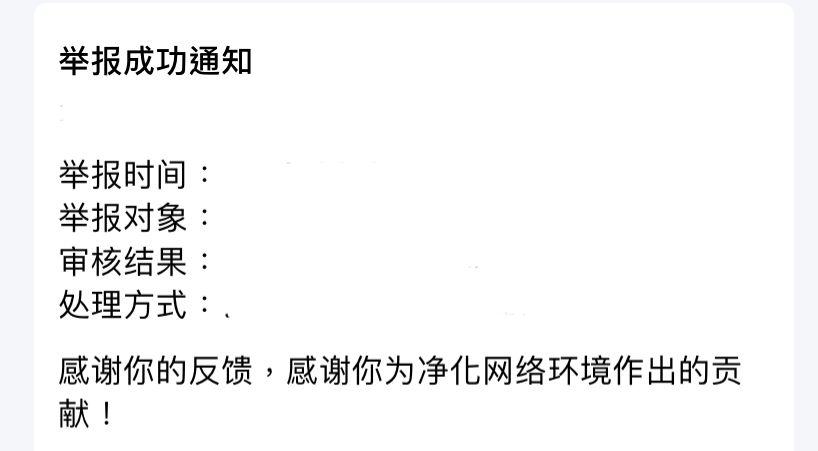 举报成功通知
举报时间：
举报对象：
审核结果：
处理方式：
感谢你的反馈，感谢你为净化网络环境作出的贡
献！